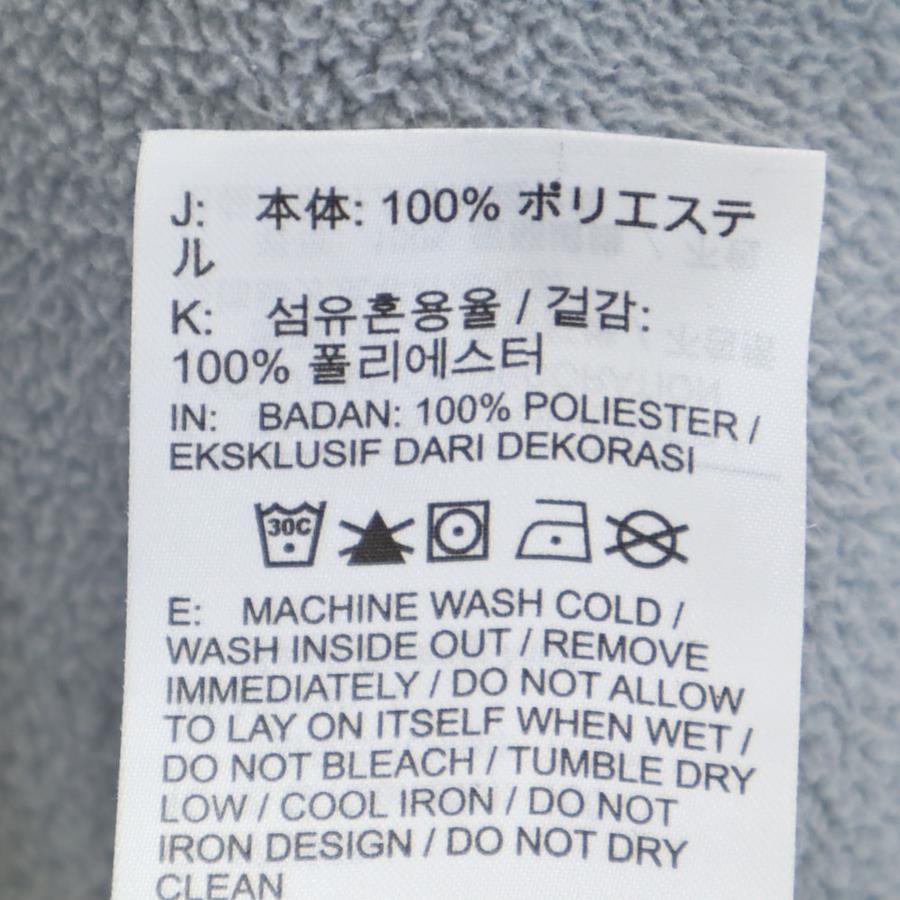 J: 本体: 100% ポリエステ
ル
K: 섬유혼용율 / 겉감:
100% 폴리에스터
IN: BADAN: 100% POLIESTER /
EKSKLUSIF DARI DEKORASI
30C
E: MACHINE WASH COLD /
WASH INSIDE OUT / REMOVE
IMMEDIATELY / DO NOT ALLOW
TO LAY ON ITSELF WHEN WET /
DO NOT BLEACH / TUMBLE DRY
LOW / COOL IRON / DO NOT
IRON DESIGN / DO NOT DRY
CLEAN